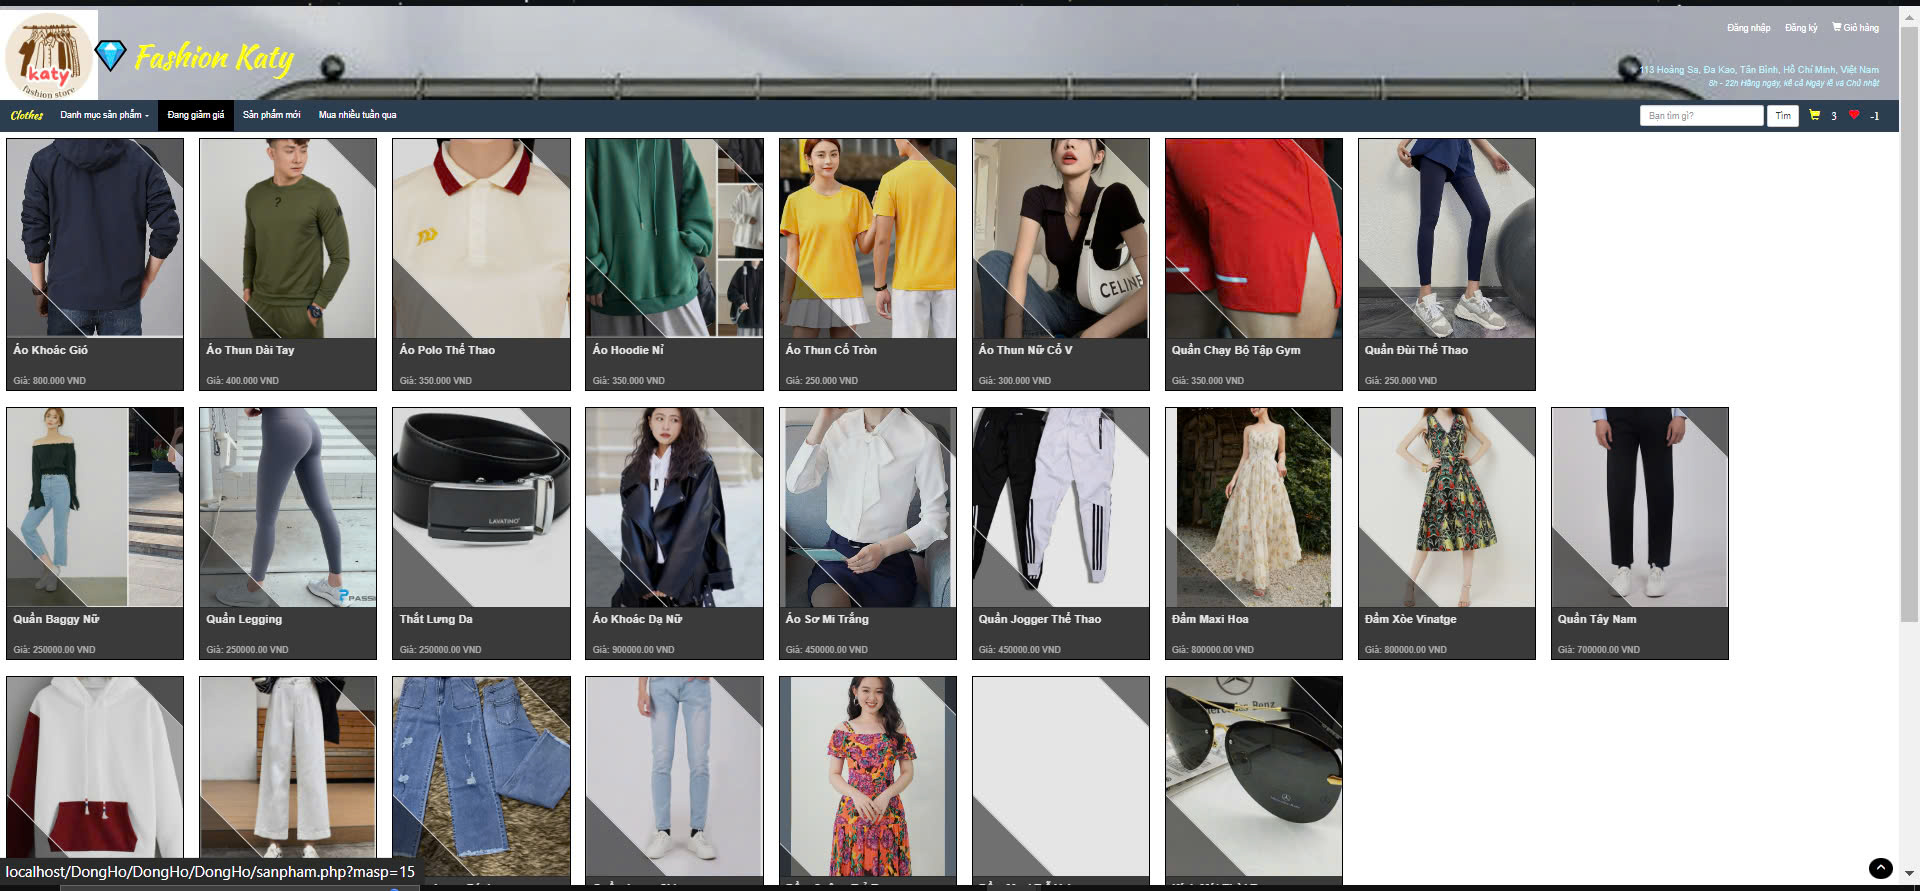 katy
fashion store
Fashion Katy
Đăng nhập Đăng ký Giỏ hàng
113 Hoàng Sa, Đa Kao, Tân Bình, Hồ Chí Minh, Việt Nam
8h - 22h Hằng ngày, kể cả Ngày lễ và Chủ nhật
Clothes Danh mục sản phẩm Đang giảm giá Sản phẩm mới Mua nhiều tuần qua Bạn tìm gì? Tìm 3 -1
CELINE
Áo Khoác Gió Áo Thun Dài Tay Áo Polo Thể Thao Áo Hoodie Nỉ Áo Thun Cổ Tròn Áo Thun Nữ Cổ V Quần Chạy Bộ Tập Gym Quần Đùi Thể Thao
Giá: 800.000 VND Giá: 400.000 VND Giá: 350.000 VND Giá: 350.000 VND Giá: 250.000 VND Giá: 300.000 VND Giá: 350.000 VND Giá: 250.000 VND
LAVATINO
PASSI
Quần Baggy Nữ Quần Legging Thắt Lưng Da Áo Khoác Dạ Nữ Áo Sơ Mi Trắng Quần Jogger Thể Thao Đầm Maxi Hoa Đầm Xòe Vinatge Quần Tây Nam
Giá: 250000.00 VND Giá: 250000.00 VND Giá: 250000.00 VND Giá: 900000.00 VND Giá: 450000.00 VND Giá: 450000.00 VND Giá: 800000.00 VND Giá: 800000.00 VND Giá: 700000.00 VND
localhost/DongHo/DongHo/DongHo/sanpham.php?masp=15